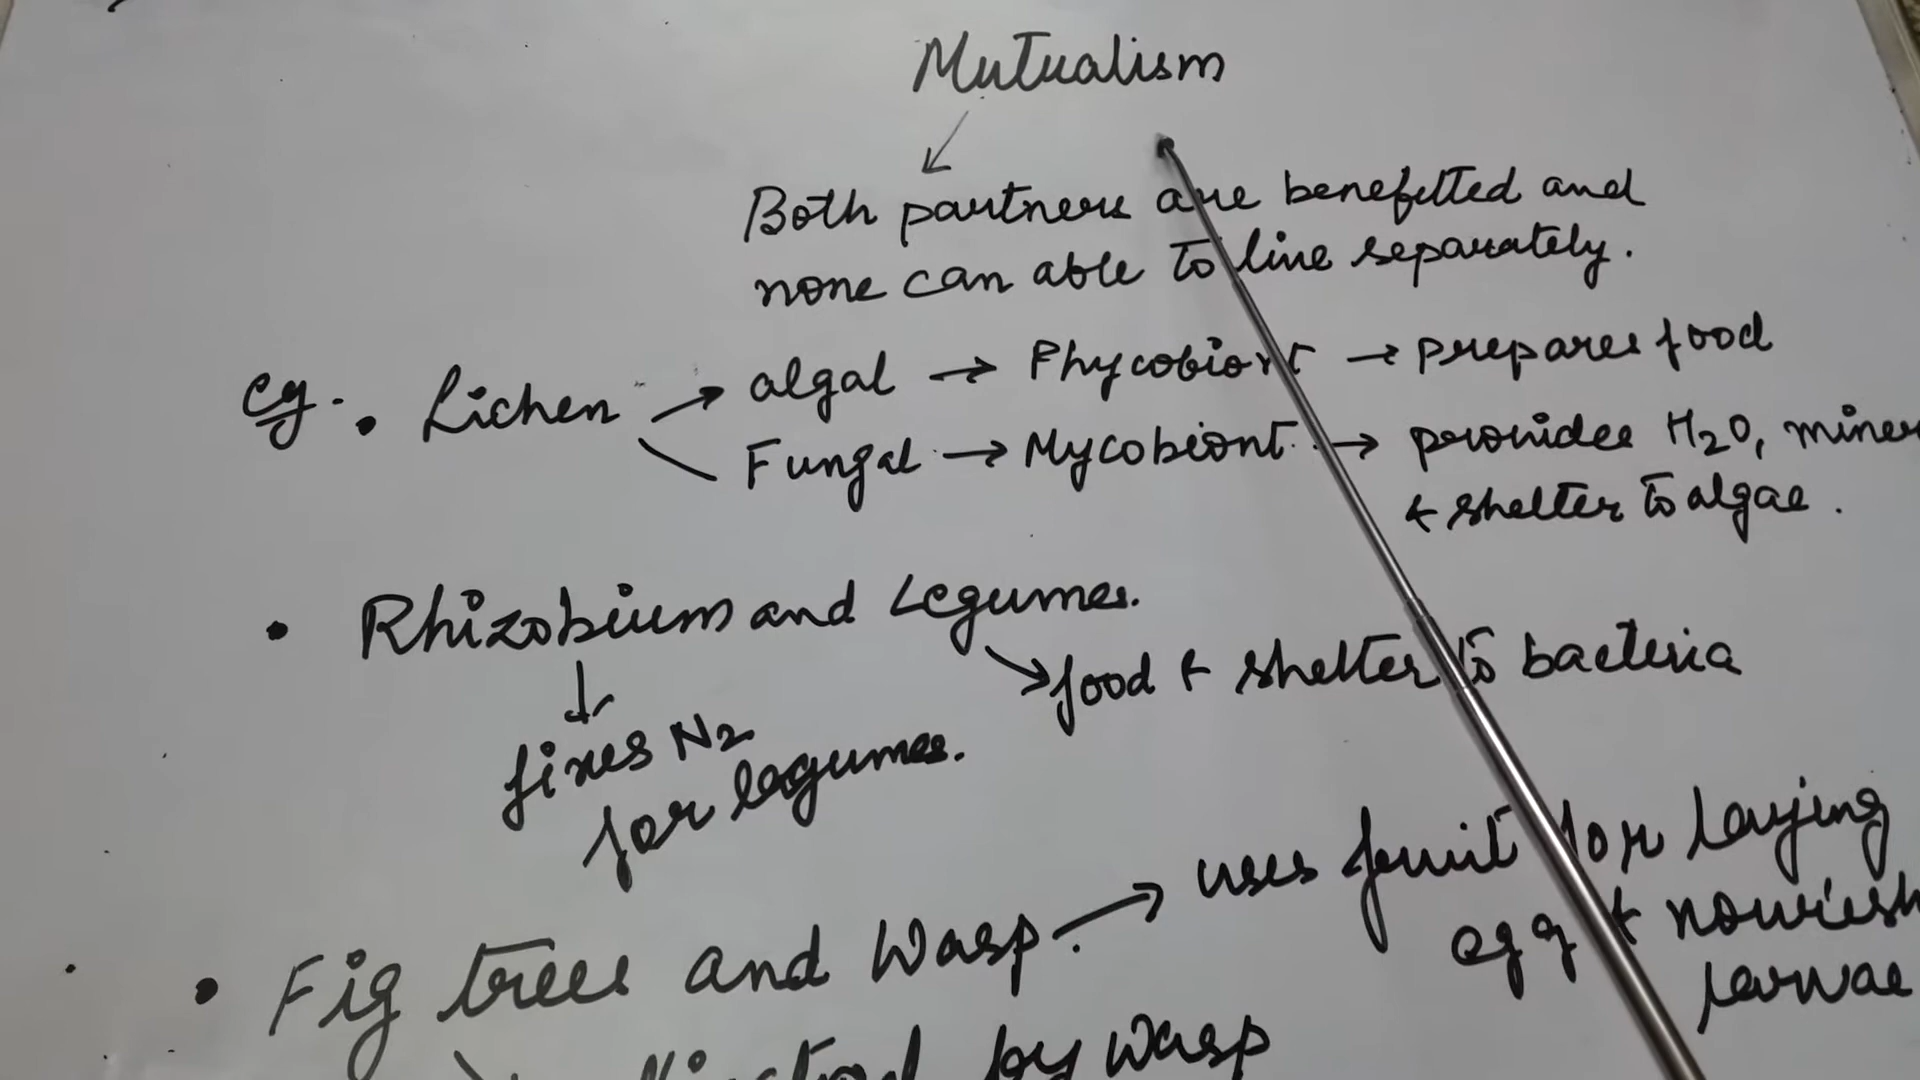 Mutualism
Both partners are benefitted and
none can able to live separately.
eg. • Lichen → algal → Phycobiont → prepares food
Fungal → Mycobiont → provides H2O, miner
& shelter to algae.
• Rhizobium and Legumes.
food & shelter to bacteria
fixes N2
for legumes.
• Fig trees and Wasp. → uses fruit for laying
egg & nourish
larvae
by wasp